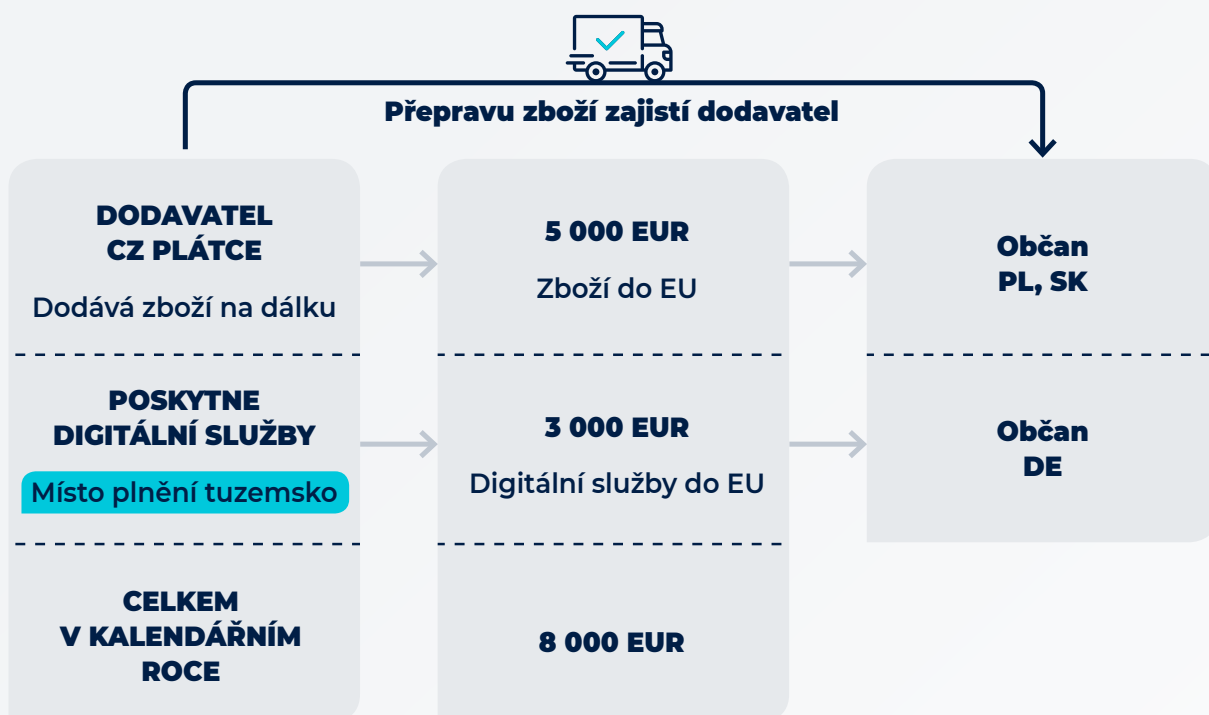 Přepravu zboží zajistí dodavatel
DODAVATEL
CZ PLÁTCE
Dodává zboží na dálku
5 000 EUR
Zboží do EU
Občan
PL, SK
POSKYTNE
DIGITÁLNÍ SLUŽBY
Místo plnění tuzemsko
3 000 EUR
Digitální služby do EU
Občan
DE
CELKEM
V KALENDÁŘNÍM
ROCE
8 000 EUR